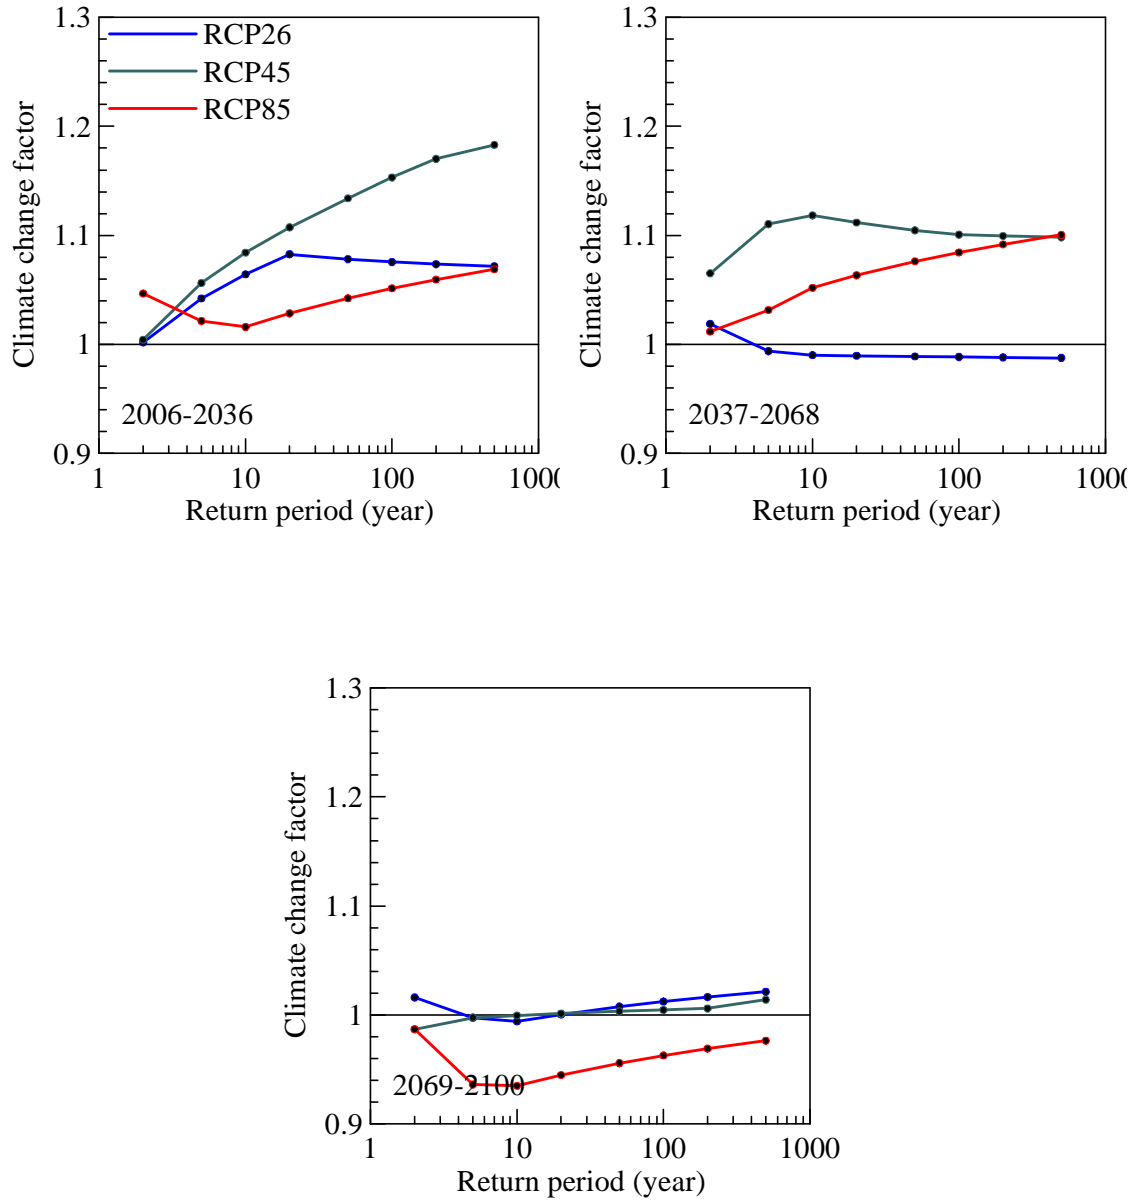 1.3
1.2
1.1
1
0.9
Climate change factor
RCP26
RCP45
RCP85
2006-2036
1 10 100 1000
Return period (year)
1.3
1.2
1.1
1
0.9
Climate change factor
2037-2068
1 10 100 1000
Return period (year)
1.3
1.2
1.1
1
0.9
Climate change factor
2069-2100
1 10 100 1000
Return period (year)